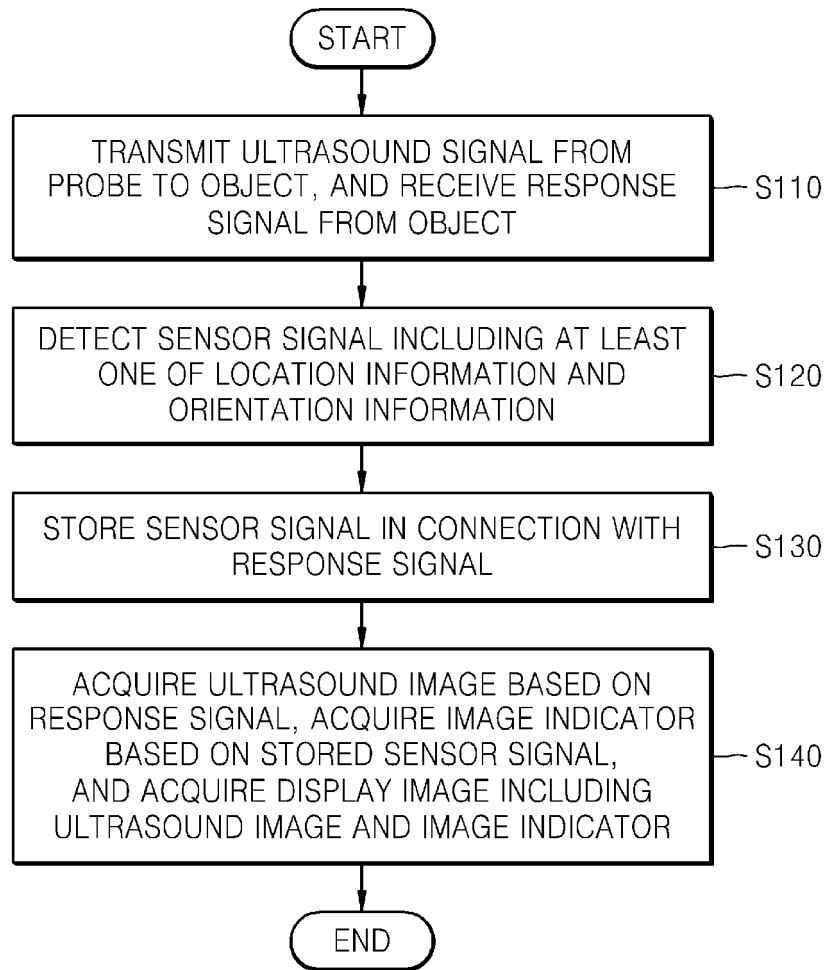 START
TRANSMIT ULTRASOUND SIGNAL FROM
PROBE TO OBJECT, AND RECEIVE RESPONSE
SIGNAL FROM OBJECT
S110
DETECT SENSOR SIGNAL INCLUDING AT LEAST
ONE OF LOCATION INFORMATION AND
ORIENTATION INFORMATION
S120
STORE SENSOR SIGNAL IN CONNECTION WITH
RESPONSE SIGNAL
S130
ACQUIRE ULTRASOUND IMAGE BASED ON
RESPONSE SIGNAL, ACQUIRE IMAGE INDICATOR
BASED ON STORED SENSOR SIGNAL,
AND ACQUIRE DISPLAY IMAGE INCLUDING
ULTRASOUND IMAGE AND IMAGE INDICATOR
S140
END